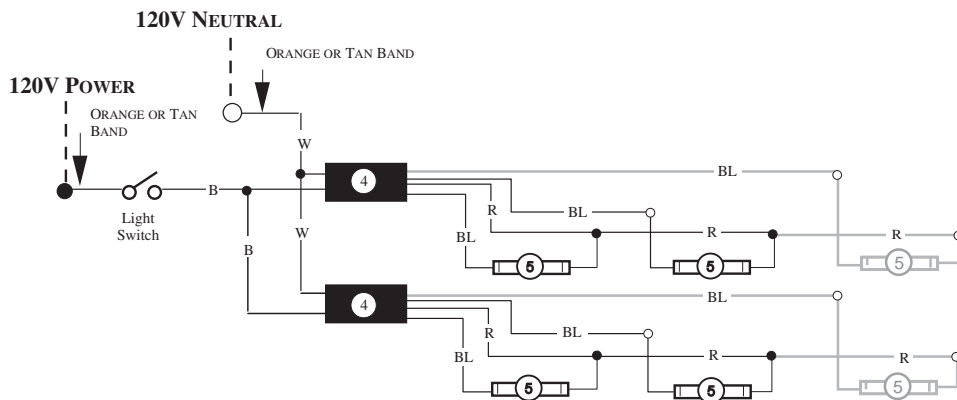 120V NEUTRAL
ORANGE OR TAN BAND
120V POWER
ORANGE OR TAN
BAND
W
BL
4
B
R
BL
Light
Switch
BL
R
R
W
B
5
5
5
BL
4
R
BL
BL
R
R
5
5
5